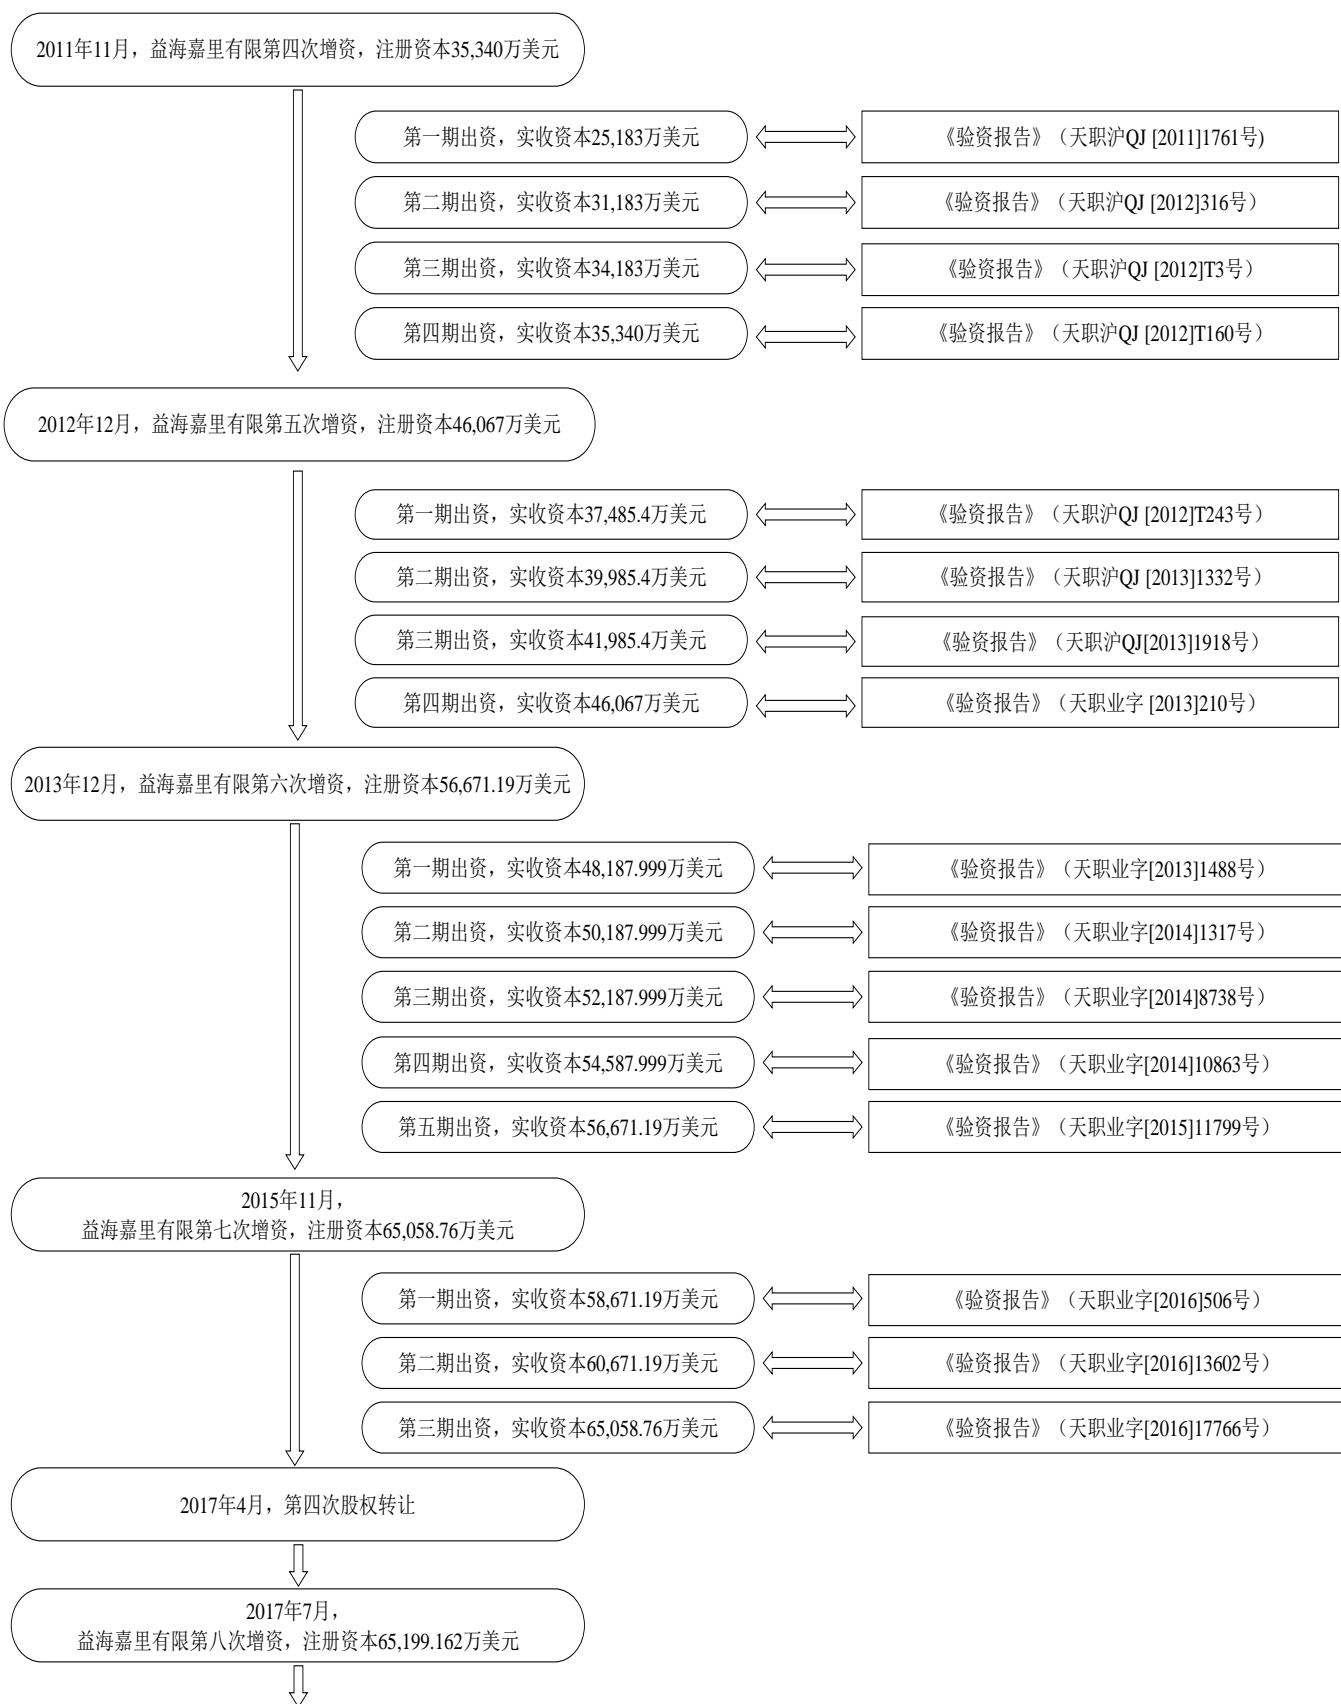 2011年11月，益海嘉里有限第四次增资，注册资本35,340万美元
第一期出资，实收资本25,183万美元
《验资报告》（天职沪QJ [2011]1761号)
第二期出资，实收资本31,183万美元
《验资报告》（天职沪QJ [2012]316号）
第三期出资，实收资本34,183万美元
《验资报告》（天职沪QJ [2012]T3号）
第四期出资，实收资本35,340万美元
《验资报告》（天职沪QJ [2012]T160号）
2012年12月，益海嘉里有限第五次增资，注册资本46,067万美元
第一期出资，实收资本37,485.4万美元
《验资报告》（天职沪QJ [2012]T243号）
第二期出资，实收资本39,985.4万美元
《验资报告》（天职沪QJ [2013]1332号）
第三期出资，实收资本41,985.4万美元
《验资报告》（天职沪QJ[2013]1918号）
第四期出资，实收资本46,067万美元
《验资报告》（天职业字 [2013]210号）
2013年12月，益海嘉里有限第六次增资，注册资本56,671.19万美元
第一期出资，实收资本48,187.999万美元
《验资报告》（天职业字[2013]1488号）
第二期出资，实收资本50,187.999万美元
《验资报告》（天职业字[2014]1317号）
第三期出资，实收资本52,187.999万美元
《验资报告》（天职业字[2014]8738号）
第四期出资，实收资本54,587.999万美元
《验资报告》（天职业字[2014]10863号）
第五期出资，实收资本56,671.19万美元
《验资报告》（天职业字[2015]11799号）
2015年11月，
益海嘉里有限第七次增资，注册资本65,058.76万美元
第一期出资，实收资本58,671.19万美元
《验资报告》（天职业字[2016]506号）
第二期出资，实收资本60,671.19万美元
《验资报告》（天职业字[2016]13602号）
第三期出资，实收资本65,058.76万美元
《验资报告》（天职业字[2016]17766号）
2017年4月，第四次股权转让
2017年7月，
益海嘉里有限第八次增资，注册资本65,199.162万美元